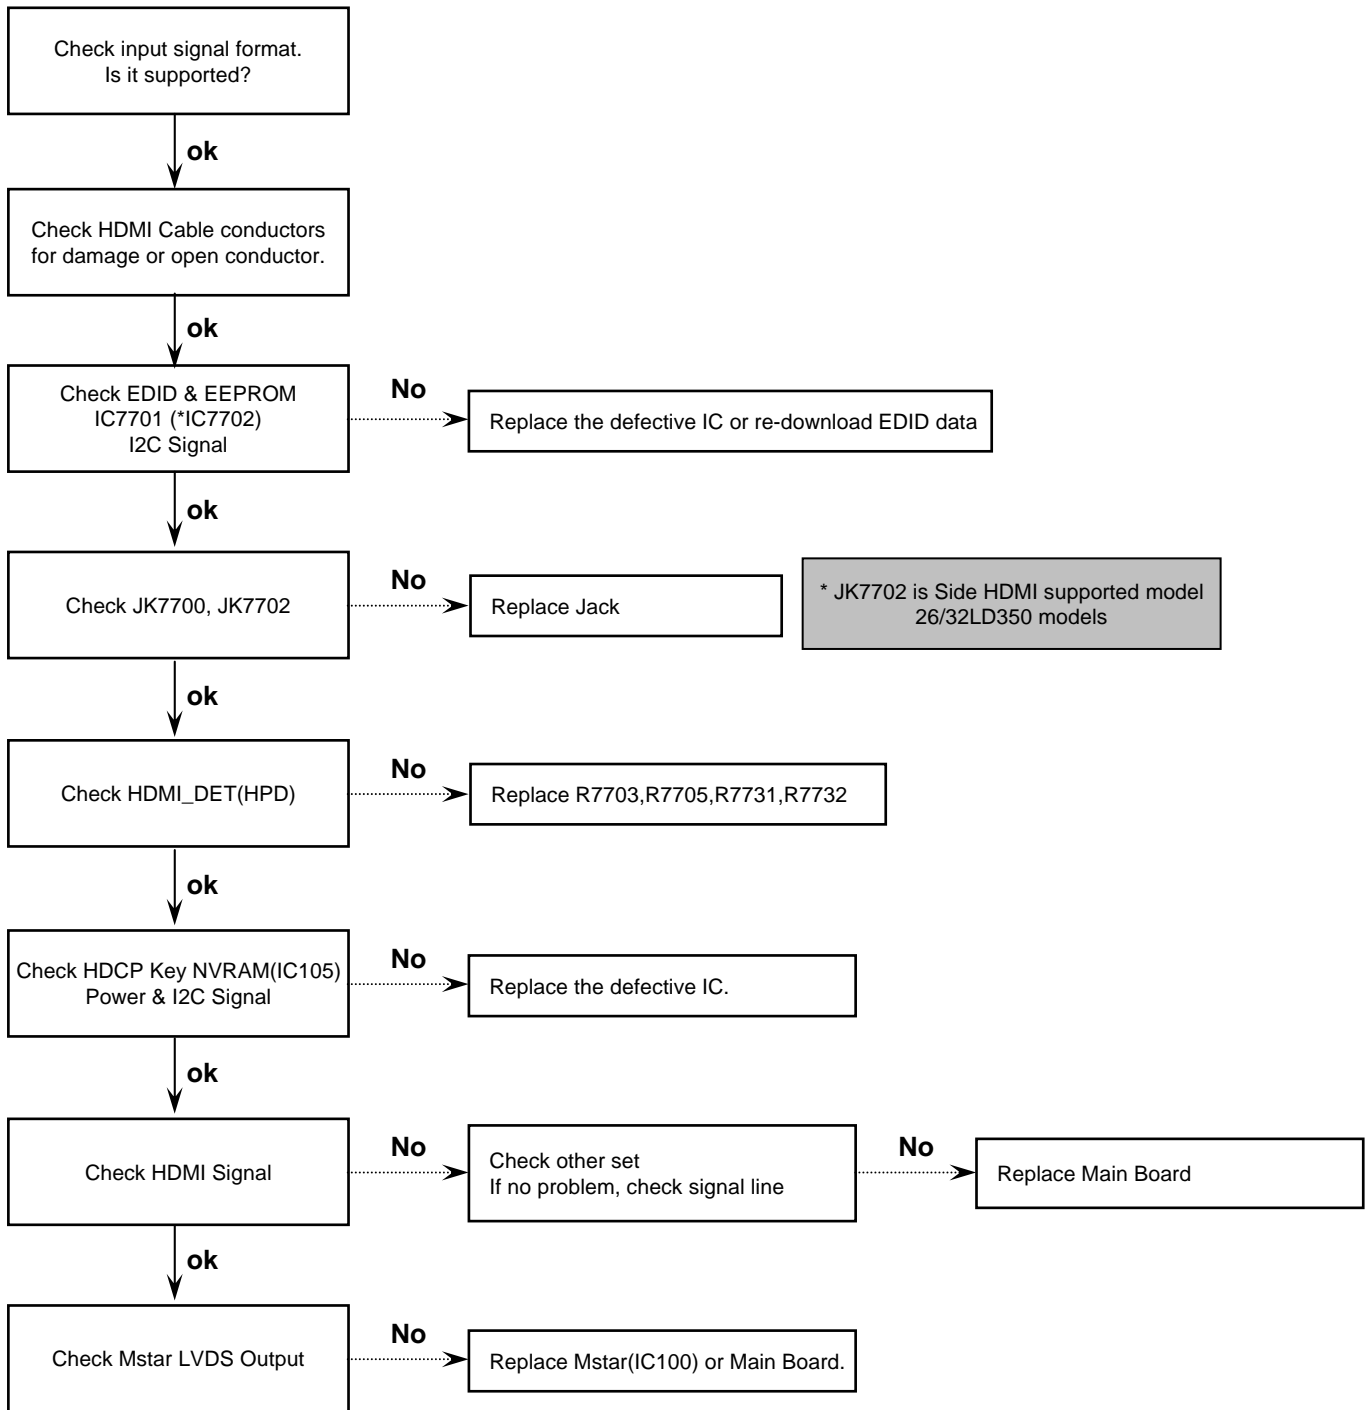 Check input signal format.
Is it supported?
ok
Check HDMI Cable conductors
for damage or open conductor.
ok
Check EDID & EEPROM
IC7701 (*IC7702)
I2C Signal
No
Replace the defective IC or re-download EDID data
ok
Check JK7700, JK7702
No
Replace Jack
* JK7702 is Side HDMI supported model
26/32LD350 models
ok
Check HDMI_DET(HPD)
No
Replace R7703,R7705,R7731,R7732
ok
Check HDCP Key NVRAM(IC105)
Power & I2C Signal
No
Replace the defective IC.
ok
Check HDMI Signal
No
Check other set
If no problem, check signal line
No
Replace Main Board
ok
Check Mstar LVDS Output
No
Replace Mstar(IC100) or Main Board.